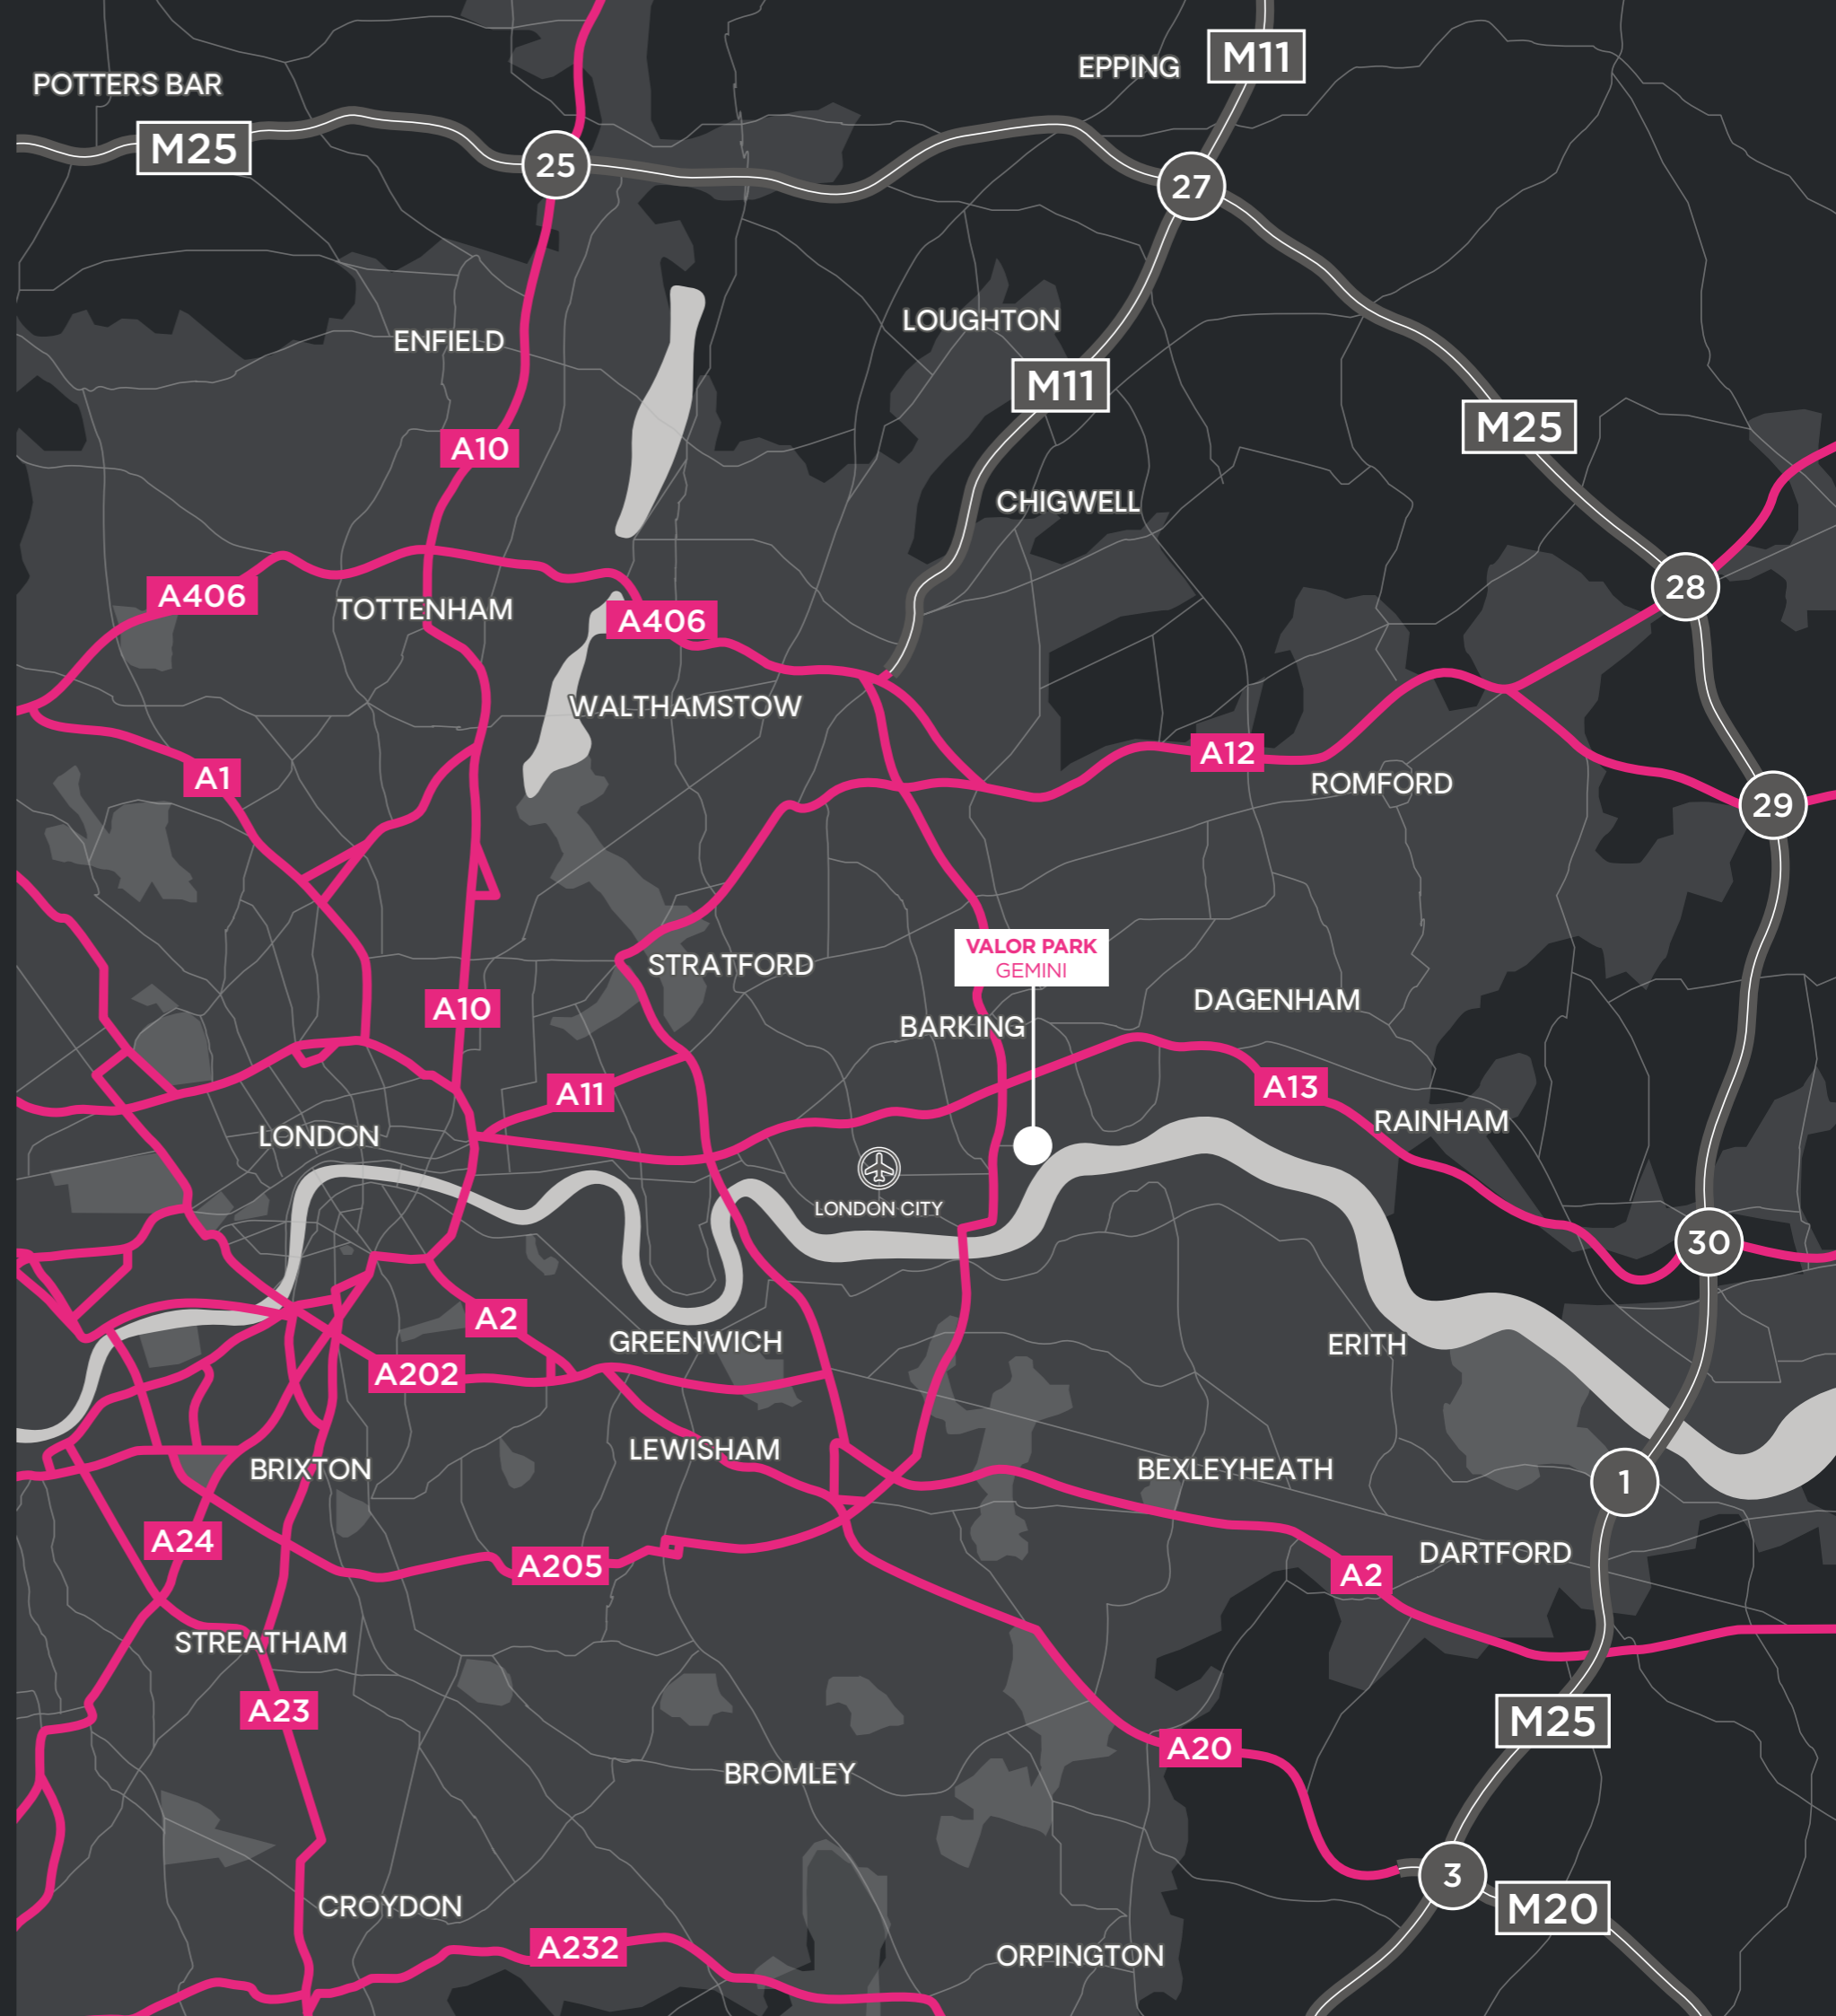 M11
EPPING
POTTERS BAR
M25
25
27
LOUGHTON
ENFIELD
M11
M25
A10
CHIGWELL
28
A406
TOTTENHAM
A406
WALTHAMSTOW
A12
A1
ROMFORD
29
VALOR PARK
GEMINI
STRATFORD
DAGENHAM
A10
BARKING
A11
A13
RAINHAM
LONDON
LONDON CITY
30
A2
GREENWICH
ERITH
A202
LEWISHAM
BRIXTON
BEXLEYHEATH
1
A24
DARTFORD
A205
A2
STREATHAM
A23
M25
A20
BROMLEY
3
CROYDON
M20
A232
ORPINGTON